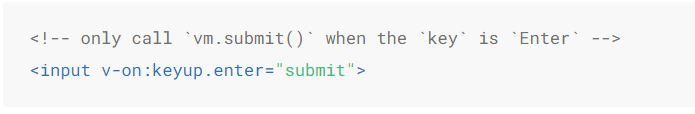 <!-- only call `vm.submit()` when the `key` is `Enter` -->
<input v-on:keyup.enter="submit">